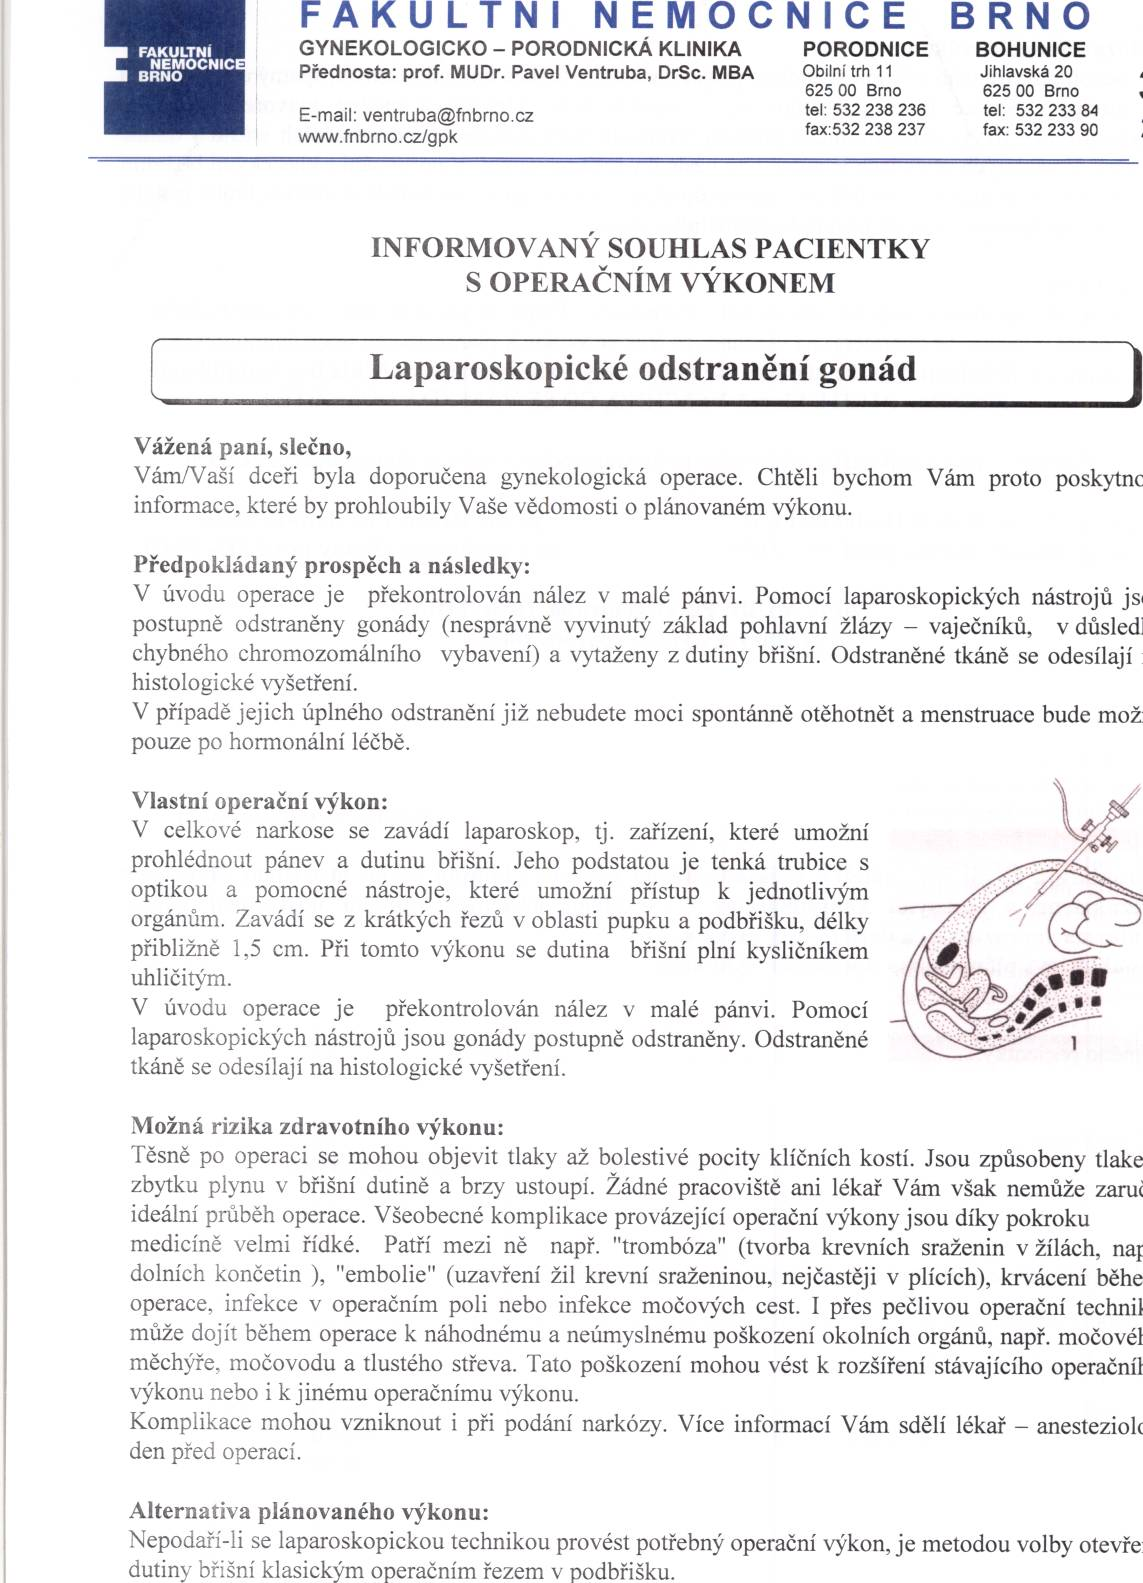 FAKULTNÍ NEMOCNICE BRNO
FAKULTNÍ
NEMOCNICE
BRNO
GYNEKOLOGICKO – PORODNICKÁ KLINIKA
Přednosta: prof. MUDr. Pavel Ventruba, DrSc. MBA
E-mail: ventruba@fnbrno.cz
www.fnbrno.cz/gpk
PORODNICE
Obilní trh 11
625 00 Brno
tel: 532 238 236
fax:532 238 237
BOHUNICE
Jihlavská 20
625 00 Brno
tel: 532 233 84
fax: 532 233 90
INFORMOVANÝ SOUHLAS PACIENTKY
S OPERAČNÍM VÝKONEM
Laparoskopické odstranění gonád
Vážená paní, slečno,
Vám/Vaší dceři byla doporučena gynekologická operace. Chtěli bychom Vám proto poskytno
informace, které by prohloubily Vaše vědomosti o plánovaném výkonu.
Předpokládaný prospěch a následky:
V úvodu operace je překontrolován nález v malé pánvi. Pomocí laparoskopických nástrojů js
postupně odstraněny gonády (nesprávně vyvinutý základ pohlavní žlázy – vaječníků, v důsled
chybného chromozomálního vybavení) a vytaženy z dutiny břišní. Odstraněné tkáně se odesílají
histologické vyšetření.
V případě jejich úplného odstranění již nebudete moci spontánně otěhotnět a menstruace bude mož
pouze po hormonální léčbě.
Vlastní operační výkon:
V celkové narkose se zavádí laparoskop, tj. zařízení, které umožní
prohlédnout pánev a dutinu břišní. Jeho podstatou je tenká trubice s
optikou a pomocné nástroje, které umožní přístup k jednotlivým
orgánům. Zavádí se z krátkých řezů v oblasti pupku a podbřišku, délky
přibližně 1,5 cm. Při tomto výkonu se dutina břišní plní kysličníkem
uhličitým.
V úvodu operace je překontrolován nález v malé pánvi. Pomocí
laparoskopických nástrojů jsou gonády postupně odstraněny. Odstraněné
tkáně se odesílají na histologické vyšetření.
1
Možná rizika zdravotního výkonu:
Těsně po operaci se mohou objevit tlaky až bolestivé pocity klíčních kostí. Jsou způsobeny tlake
zbytku plynu v břišní dutině a brzy ustoupí. Žádné pracoviště ani lékař Vám však nemůže zaruč
ideální průběh operace. Všeobecné komplikace provázející operační výkony jsou díky pokroku
medicíně velmi řídké. Patří mezi ně např. "trombóza" (tvorba krevních sraženin v žílách, nap
dolních končetin ), "embolie" (uzavření žil krevní sraženinou, nejčastěji v plících), krvácení běhe
operace, infekce v operačním poli nebo infekce močových cest. I přes pečlivou operační technik
může dojít během operace k náhodnému a neúmyslnému poškození okolních orgánů, např. močovéh
měchýře, močovodu a tlustého střeva. Tato poškození mohou vést k rozšíření stávajícího operačníh
výkonu nebo i k jinému operačnímu výkonu.
Komplikace mohou vzniknout i při podání narkózy. Více informací Vám sdělí lékař – anesteziolo
den před operací.
Alternativa plánovaného výkonu:
Nepodaří-li se laparoskopickou technikou provést potřebný operační výkon, je metodou volby otevře
dutiny břišní klasickým operačním řezem v podbřišku.